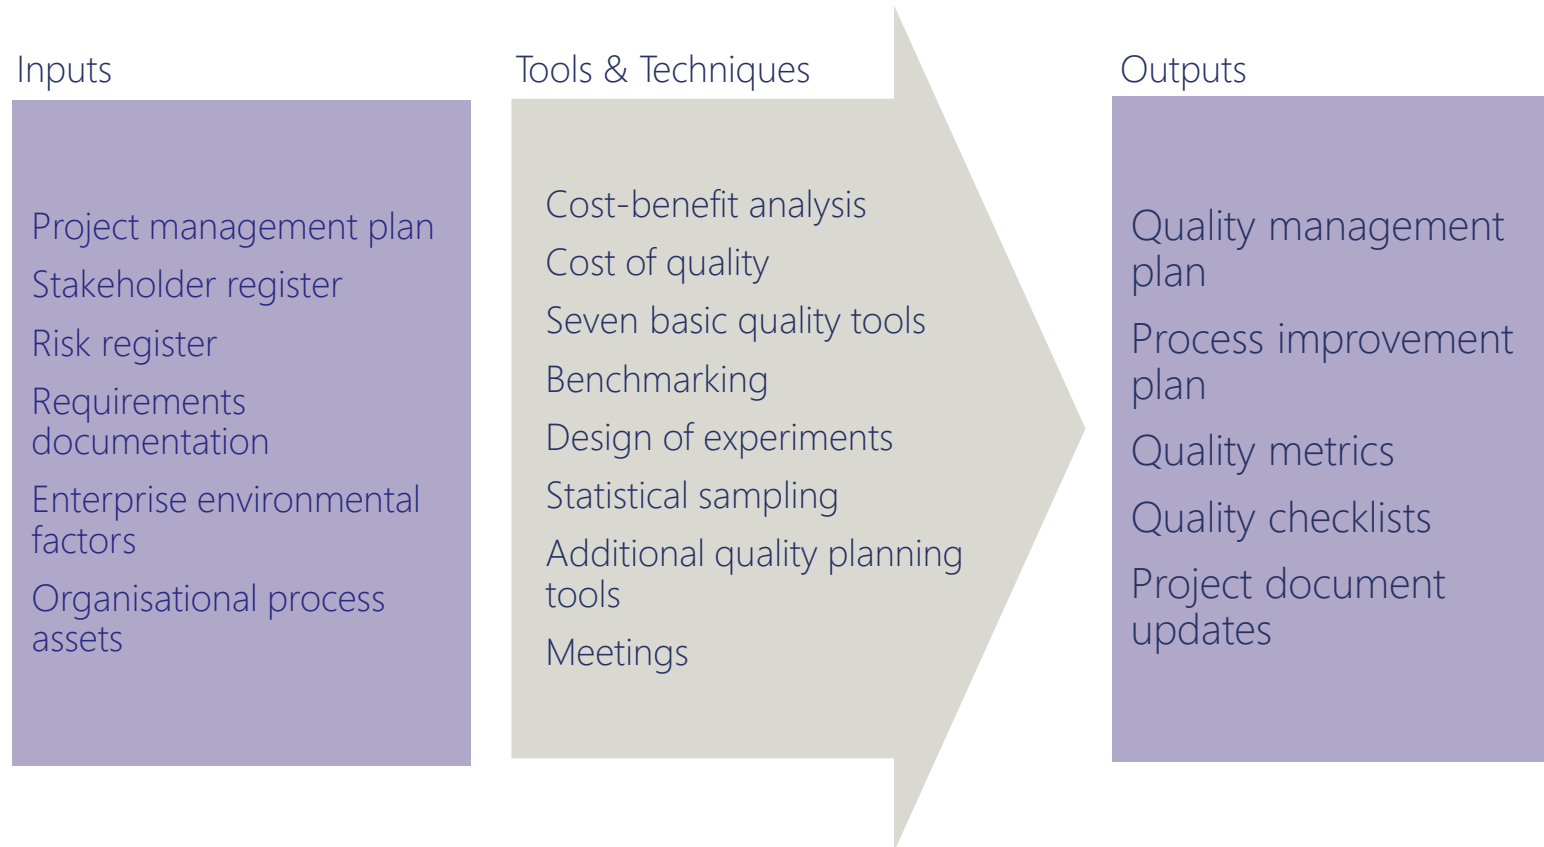 Inputs
Project management plan
Stakeholder register
Risk register
Requirements
documentation
Enterprise environmental
factors
Organisational process
assets
Tools & Techniques
Cost-benefit analysis
Cost of quality
Seven basic quality tools
Benchmarking
Design of experiments
Statistical sampling
Additional quality planning
tools
Meetings
Outputs
Quality management
plan
Process improvement
plan
Quality metrics
Quality checklists
Project document
updates